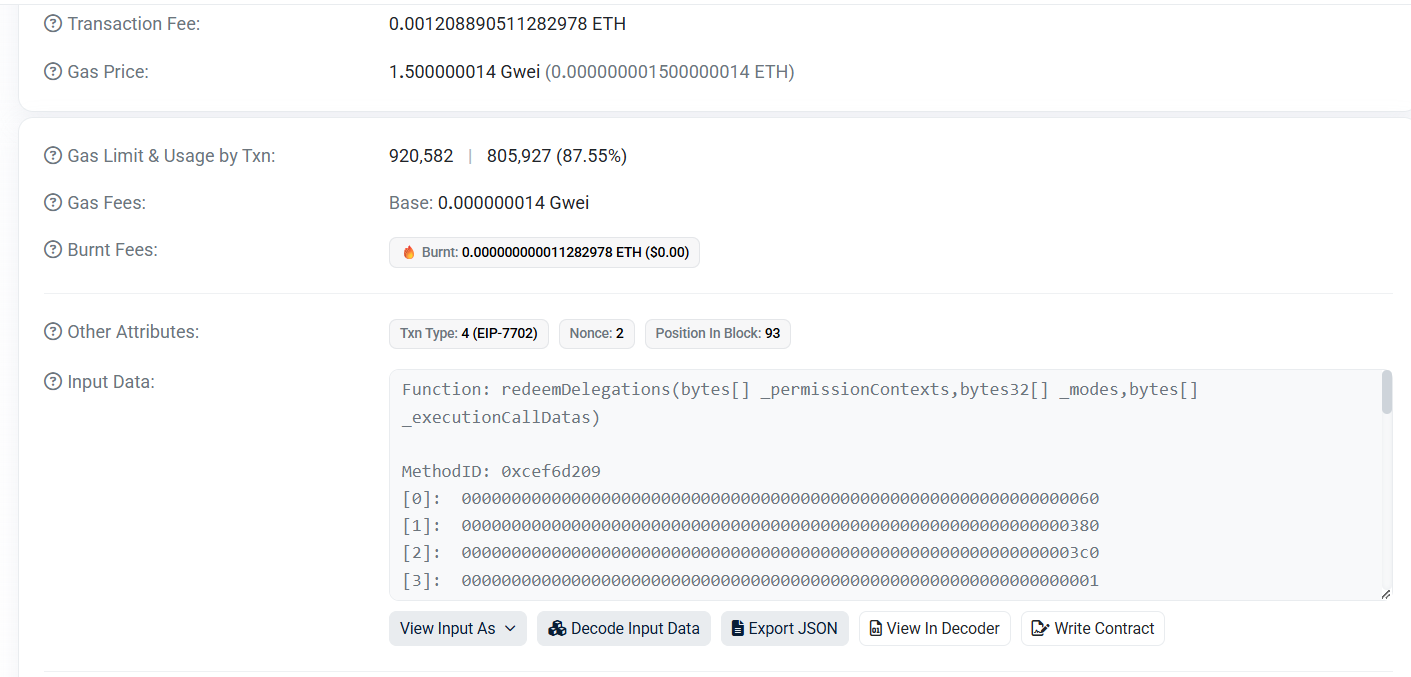 Transaction Fee: 0.001208890511282978 ETH
Gas Price: 1.500000014 Gwei (0.000000001500000014 ETH)
Gas Limit & Usage by Txn: 920,582 | 805,927 (87.55%)
Gas Fees: Base: 0.000000014 Gwei
Burnt Fees: Burnt: 0.000000000011282978 ETH ($0.00)
Other Attributes: Txn Type: 4 (EIP-7702) Nonce: 2 Position In Block: 93
Input Data:
Function: redeemDelegations(bytes[] _permissionContexts,bytes32[] _modes,bytes[]
_executionCallDatas)
MethodID: 0xcef6d209
[0]: 0000000000000000000000000000000000000000000000000000000000000060
[1]: 0000000000000000000000000000000000000000000000000000000000000380
[2]: 00000000000000000000000000000000000000000000000000000000000003c0
[3]: 0000000000000000000000000000000000000000000000000000000000000001
View Input As Decode Input Data Export JSON View In Decoder Write Contract